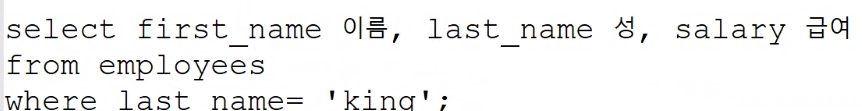 select first_name 이름, last_name 성, salary 급여
from employees
where last_name= 'king';